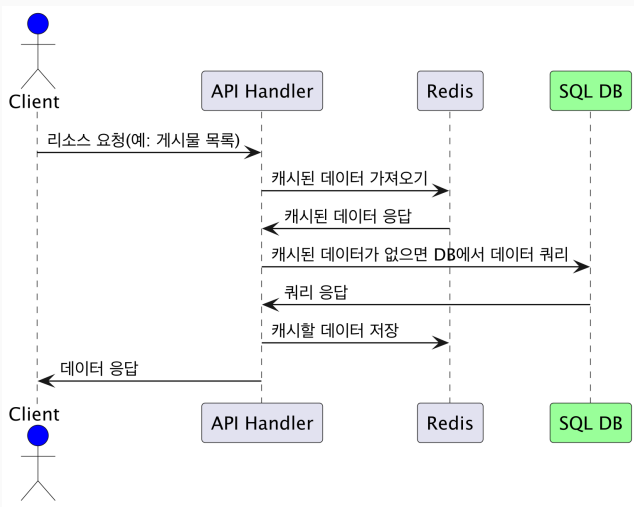 Client
API Handler
Redis
SQL DB
리소스 요청(예: 게시물 목록)
캐시된 데이터 가져오기
캐시된 데이터 응답
캐시된 데이터가 없으면 DB에서 데이터 쿼리
쿼리 응답
캐시할 데이터 저장
데이터 응답
Client
API Handler
Redis
SQL DB